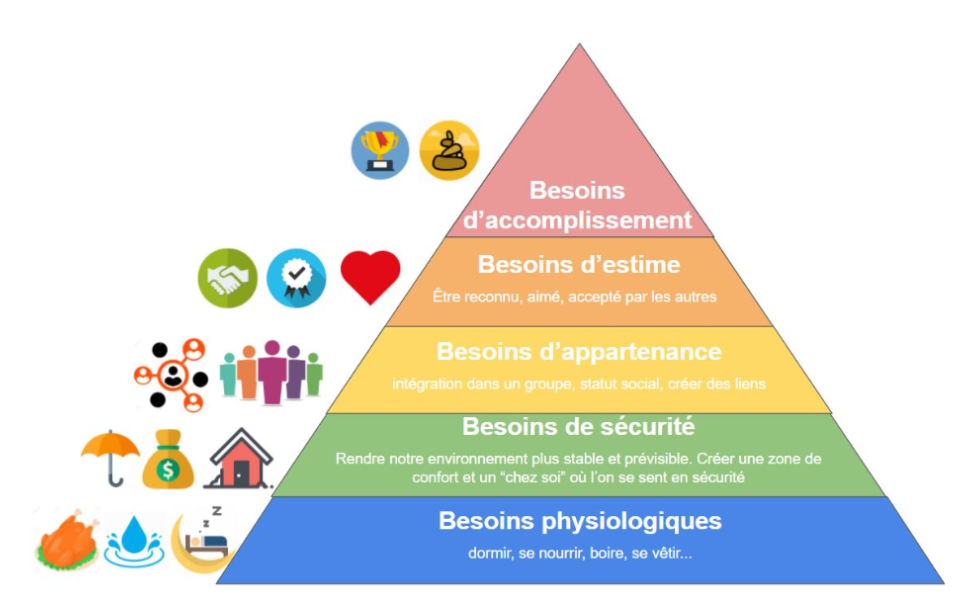 Besoins
d’accomplissement
Besoins d’estime
Être reconnu, aimé, accepté par les autres
Besoins d’appartenance
intégration dans un groupe, statut social, créer des liens
Besoins de sécurité
Rendre notre environnement plus stable et prévisible. Créer une zone de
confort et un “chez soi” où l’on se sent en sécurité
$
z
z
Z
Besoins physiologiques
dormir, se nourrir, boire, se vêtir...